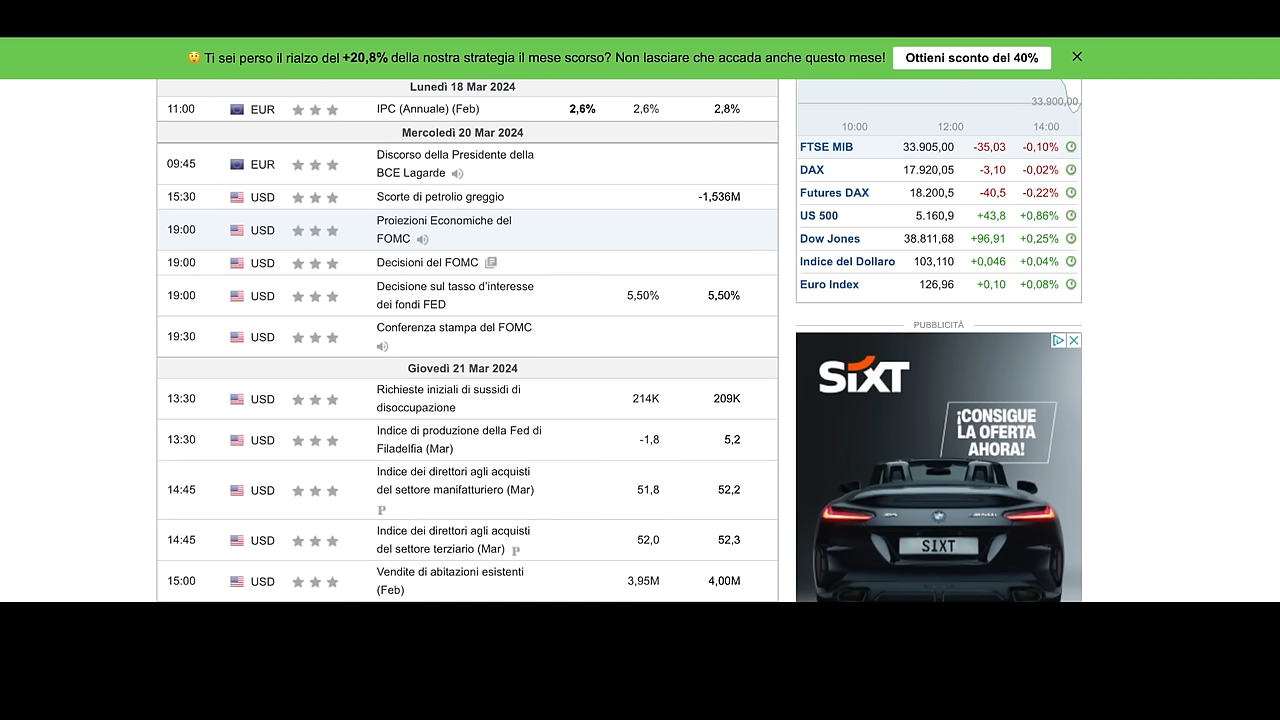 😲 Ti sei perso il rialzo del +20,8% della nostra strategia il mese scorso? Non lasciare che accada anche questo mese! Ottieni sconto del 40%
Lunedì 18 Mar 2024
11:00 EUR IPC (Annuale) (Feb) 2,6% 2,6% 2,8%
Mercoledì 20 Mar 2024
09:45 EUR Discorso della Presidente della
BCE Lagarde
15:30 USD Scorte di petrolio greggio -1,536M
19:00 USD Proiezioni Economiche del
FOMC
19:00 USD Decisioni del FOMC
19:00 USD Decisione sul tasso d'interesse
dei fondi FED 5,50% 5,50%
19:30 USD Conferenza stampa del FOMC
Giovedì 21 Mar 2024
13:30 USD Richieste iniziali di sussidi di
disoccupazione 214K 209K
13:30 USD Indice di produzione della Fed di
Filadelfia (Mar) -1,8 5,2
14:45 USD Indice dei direttori agli acquisti
del settore manifatturiero (Mar) 51,8 52,2
P
14:45 USD Indice dei direttori agli acquisti
del settore terziario (Mar) P 52,0 52,3
15:00 USD Vendite di abitazioni esistenti
(Feb) 3,95M 4,00M
33.900,00
10:00 12:00 14:00
FTSE MIB 33.905,00 -35,03 -0,10%
DAX 17.920,05 -3,10 -0,02%
Futures DAX 18.200,5 -40,5 -0,22%
US 500 5.160,9 +43,8 +0,86%
Dow Jones 38.811,68 +96,91 +0,25%
Indice del Dollaro 103,110 +0,046 +0,04%
Euro Index 126,96 +0,10 +0,08%
PUBBLICITÀ
SIXT
¡CONSIGUE
LA OFERTA
AHORA!
SIXT